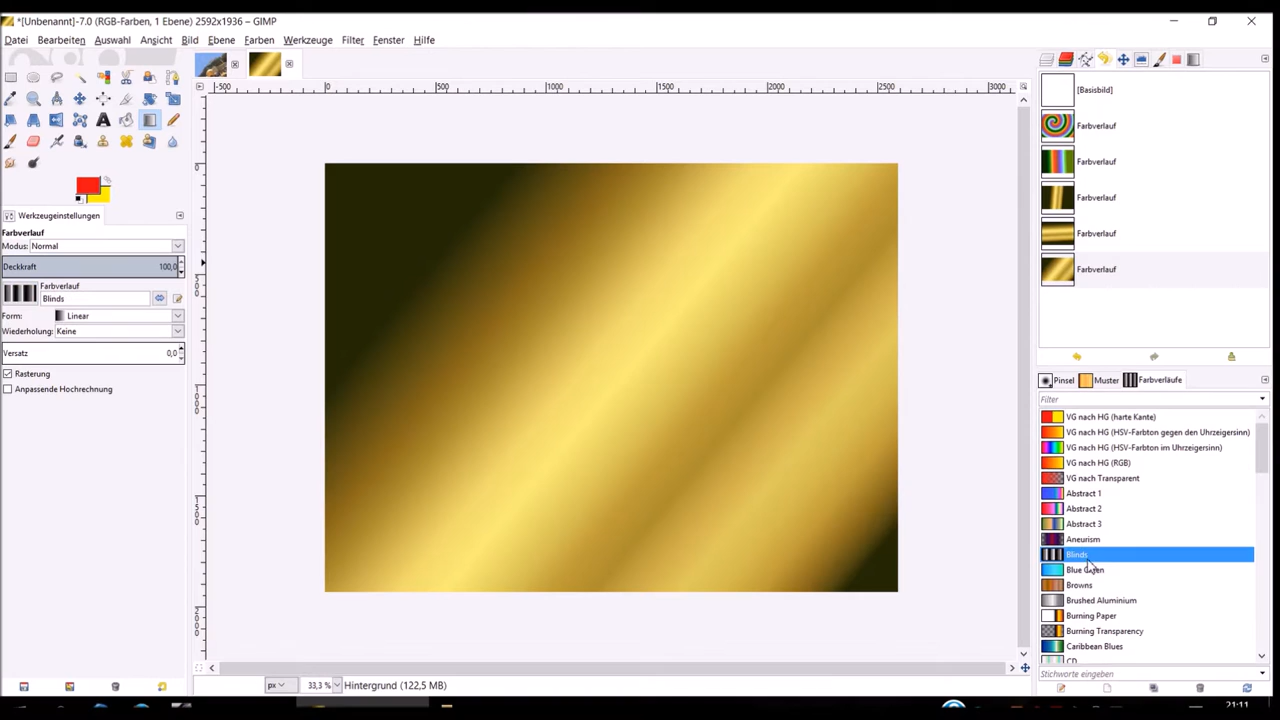 *[Unbenannt]-7.0 (RGB-Farben, 1 Ebene) 2592x1936 – GIMP
Datei Bearbeiten Auswahl Ansicht Bild Ebene Farben Werkzeuge Filter Fenster Hilfe
-500 0 500 1000 1500 2000 2500 3000
0
500
1000
1500
2000
Werkzeugeinstellungen
Farbverlauf
Modus: Normal
Deckkraft 100,0
Farbverlauf
Blinds
Form: Linear
Wiederholung: Keine
Versatz 0,0
Rasterung
Anpassende Hochrechnung
px 33,3 % Hintergrund (122,5 MB)
[Basisbild]
Farbverlauf
Farbverlauf
Farbverlauf
Farbverlauf
Farbverlauf
Pinsel Muster Farbverläufe
Filter
VG nach HG (harte Kante)
VG nach HG (HSV-Farbton gegen den Uhrzeigersinn)
VG nach HG (HSV-Farbton im Uhrzeigersinn)
VG nach HG (RGB)
VG nach Transparent
Abstract 1
Abstract 2
Abstract 3
Aneurism
Blinds
Blue Green
Browns
Brushed Aluminium
Burning Paper
Burning Transparency
Caribbean Blues
CD
Stichworte eingeben
21:11